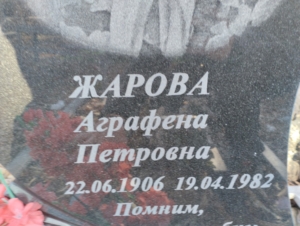 ЖАРОВА
Аграфена
Петровна
22.06.1906 19.04.1982
Помним,